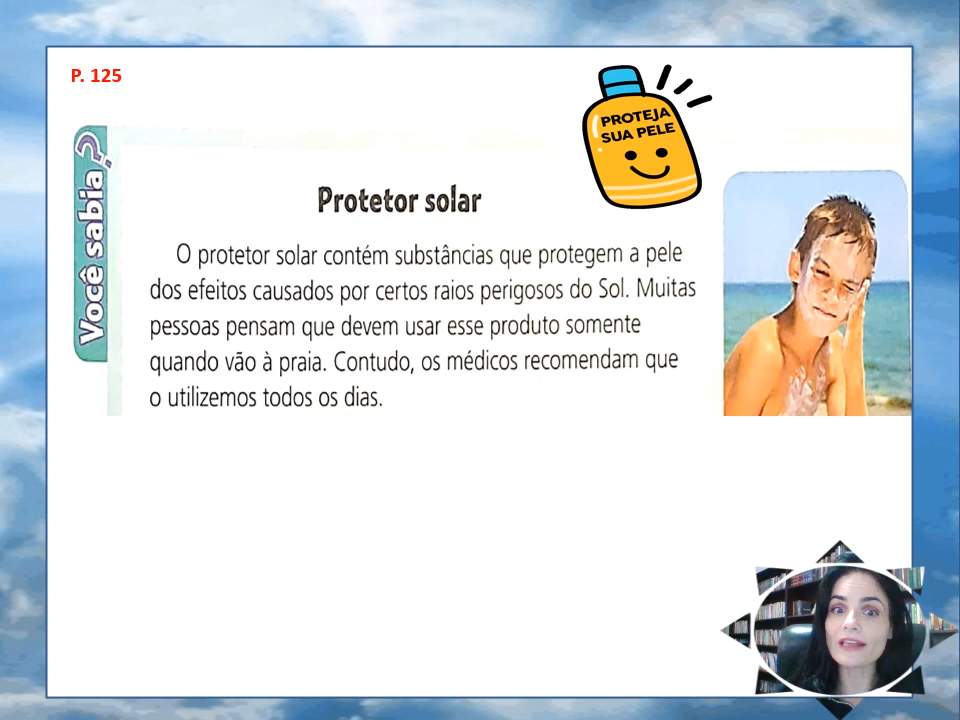 P. 125
Você sabia?
PROTEJA
SUA PELE
Protetor solar
O protetor solar contém substâncias que protegem a pele
dos efeitos causados por certos raios perigosos do Sol. Muitas
pessoas pensam que devem usar esse produto somente
quando vão à praia. Contudo, os médicos recomendam que
o utilizemos todos os dias.